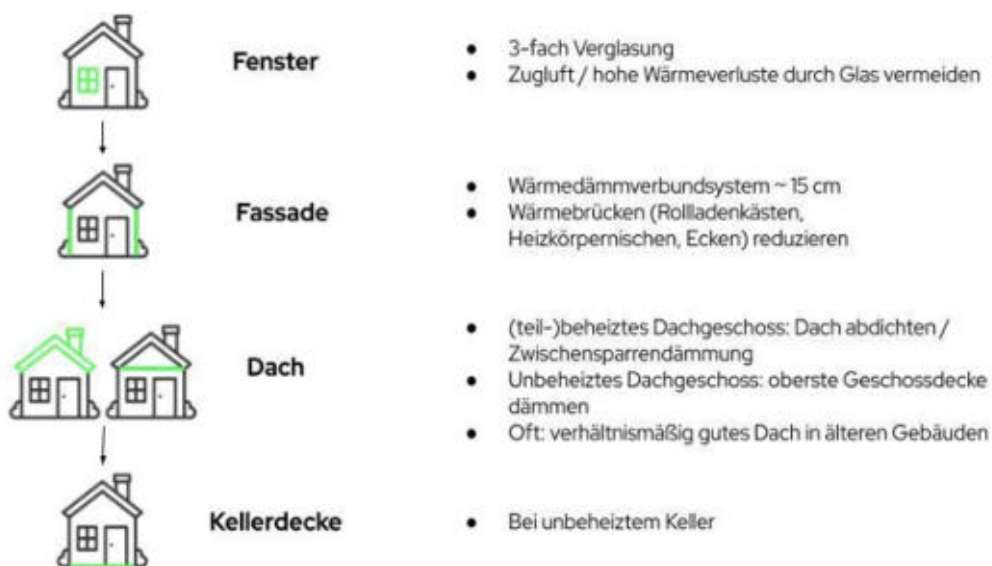 Fenster
• 3-fach Verglasung
• Zugluft / hohe Wärmeverluste durch Glas vermeiden
Fassade
• Wärmedämmverbundsystem ~ 15 cm
• Wärmebrücken (Rollladenkästen,
Heizkörpernischen, Ecken) reduzieren
Dach
• (teil-)beheiztes Dachgeschoss: Dach abdichten /
Zwischensparrendämmung
• Unbeheiztes Dachgeschoss: oberste Geschossdecke
dämmen
• Oft: verhältnismäßig gutes Dach in älteren Gebäuden
Kellerdecke
• Bei unbeheiztem Keller